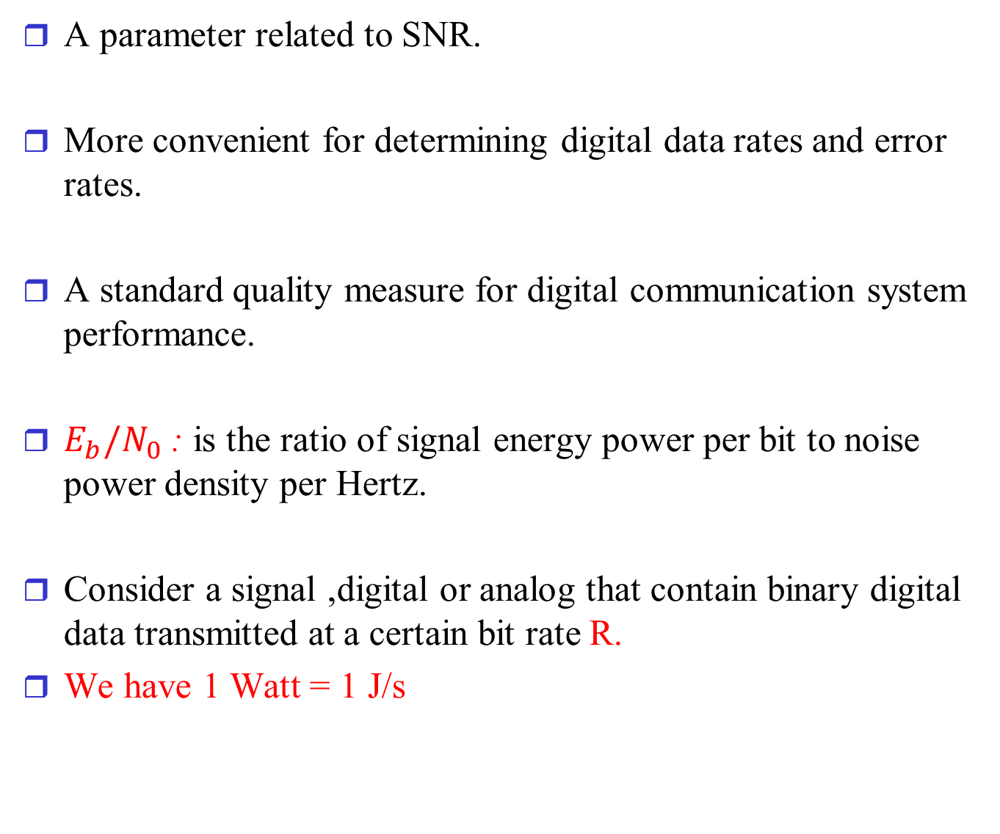 A parameter related to SNR.
More convenient for determining digital data rates and error
rates.
A standard quality measure for digital communication system
performance.
E_b/N_0 : is the ratio of signal energy power per bit to noise
power density per Hertz.
Consider a signal ,digital or analog that contain binary digital
data transmitted at a certain bit rate R.
We have 1 Watt = 1 J/s